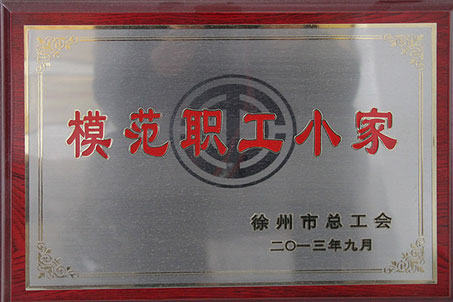 模范职工小家
徐州市总工会
二〇一三年九月